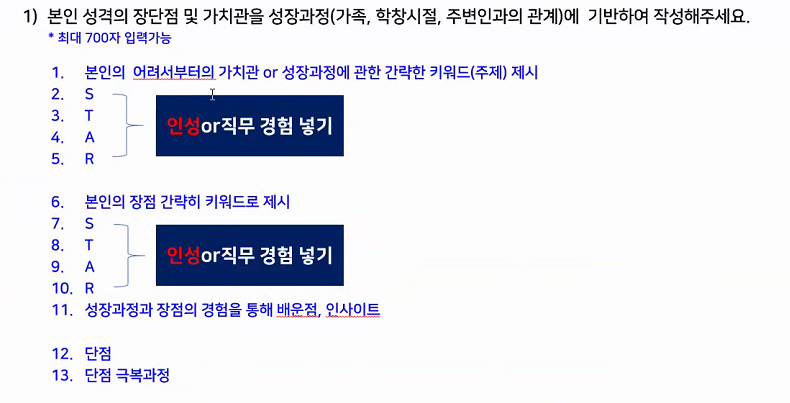 1) 본인 성격의 장단점 및 가치관을 성장과정(가족, 학창시절, 주변인과의 관계)에 기반하여 작성해주세요.
* 최대 700자 입력가능
1. 본인의 어려서부터의 가치관 or 성장과정에 관한 간략한 키워드(주제) 제시
2. S
3. T
4. A
5. R
인성or직무 경험 넣기
6. 본인의 장점 간략히 키워드로 제시
7. S
8. T
9. A
10. R
인성or직무 경험 넣기
11. 성장과정과 장점의 경험을 통해 배운점, 인사이트
12. 단점
13. 단점 극복과정